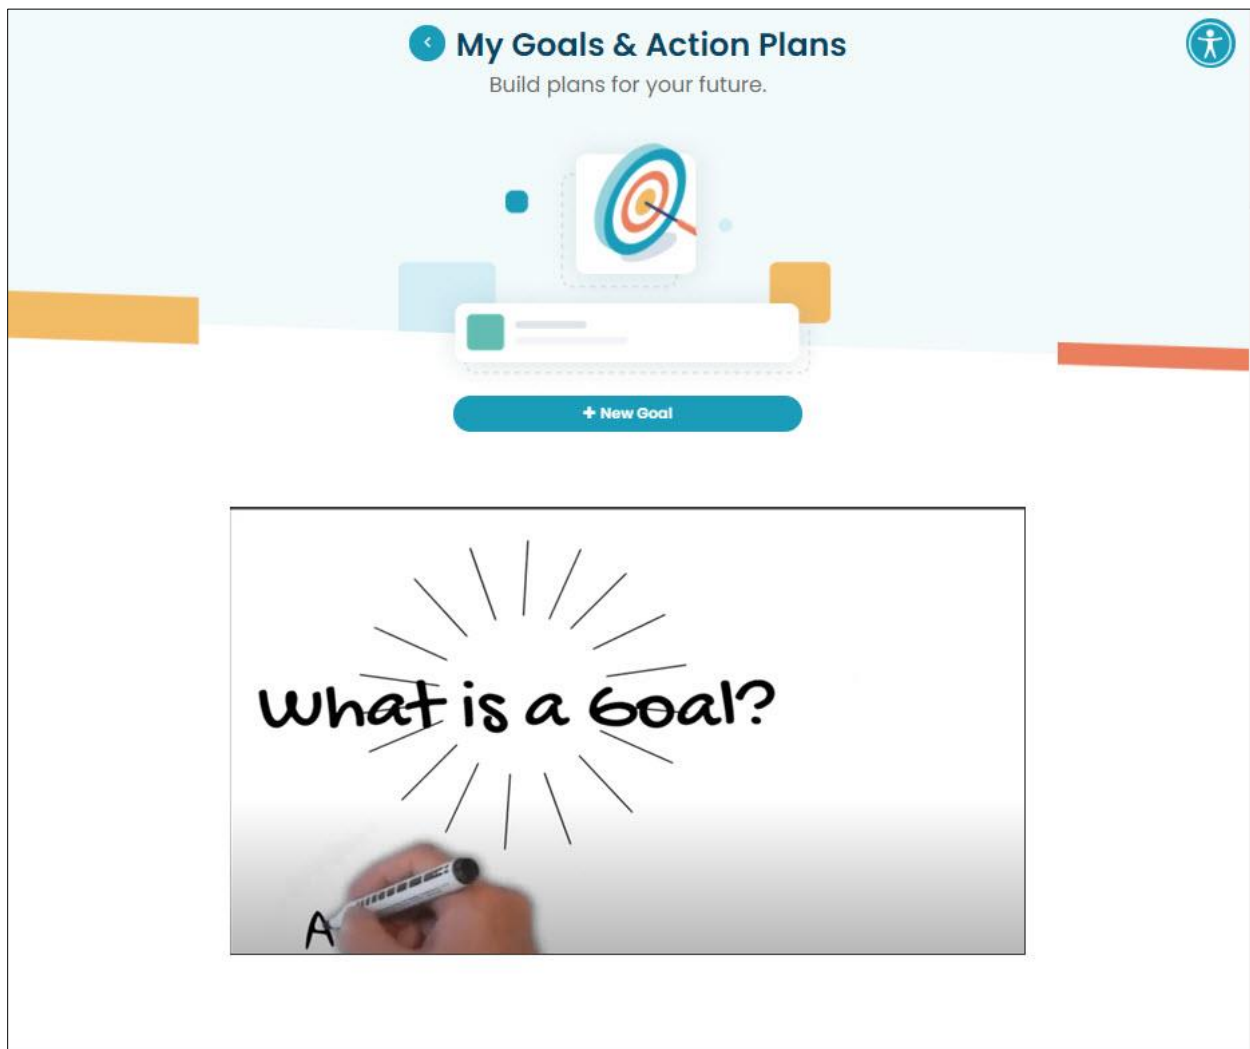 My Goals & Action Plans
Build plans for your future.
+ New Goal
What is a Goal?
A